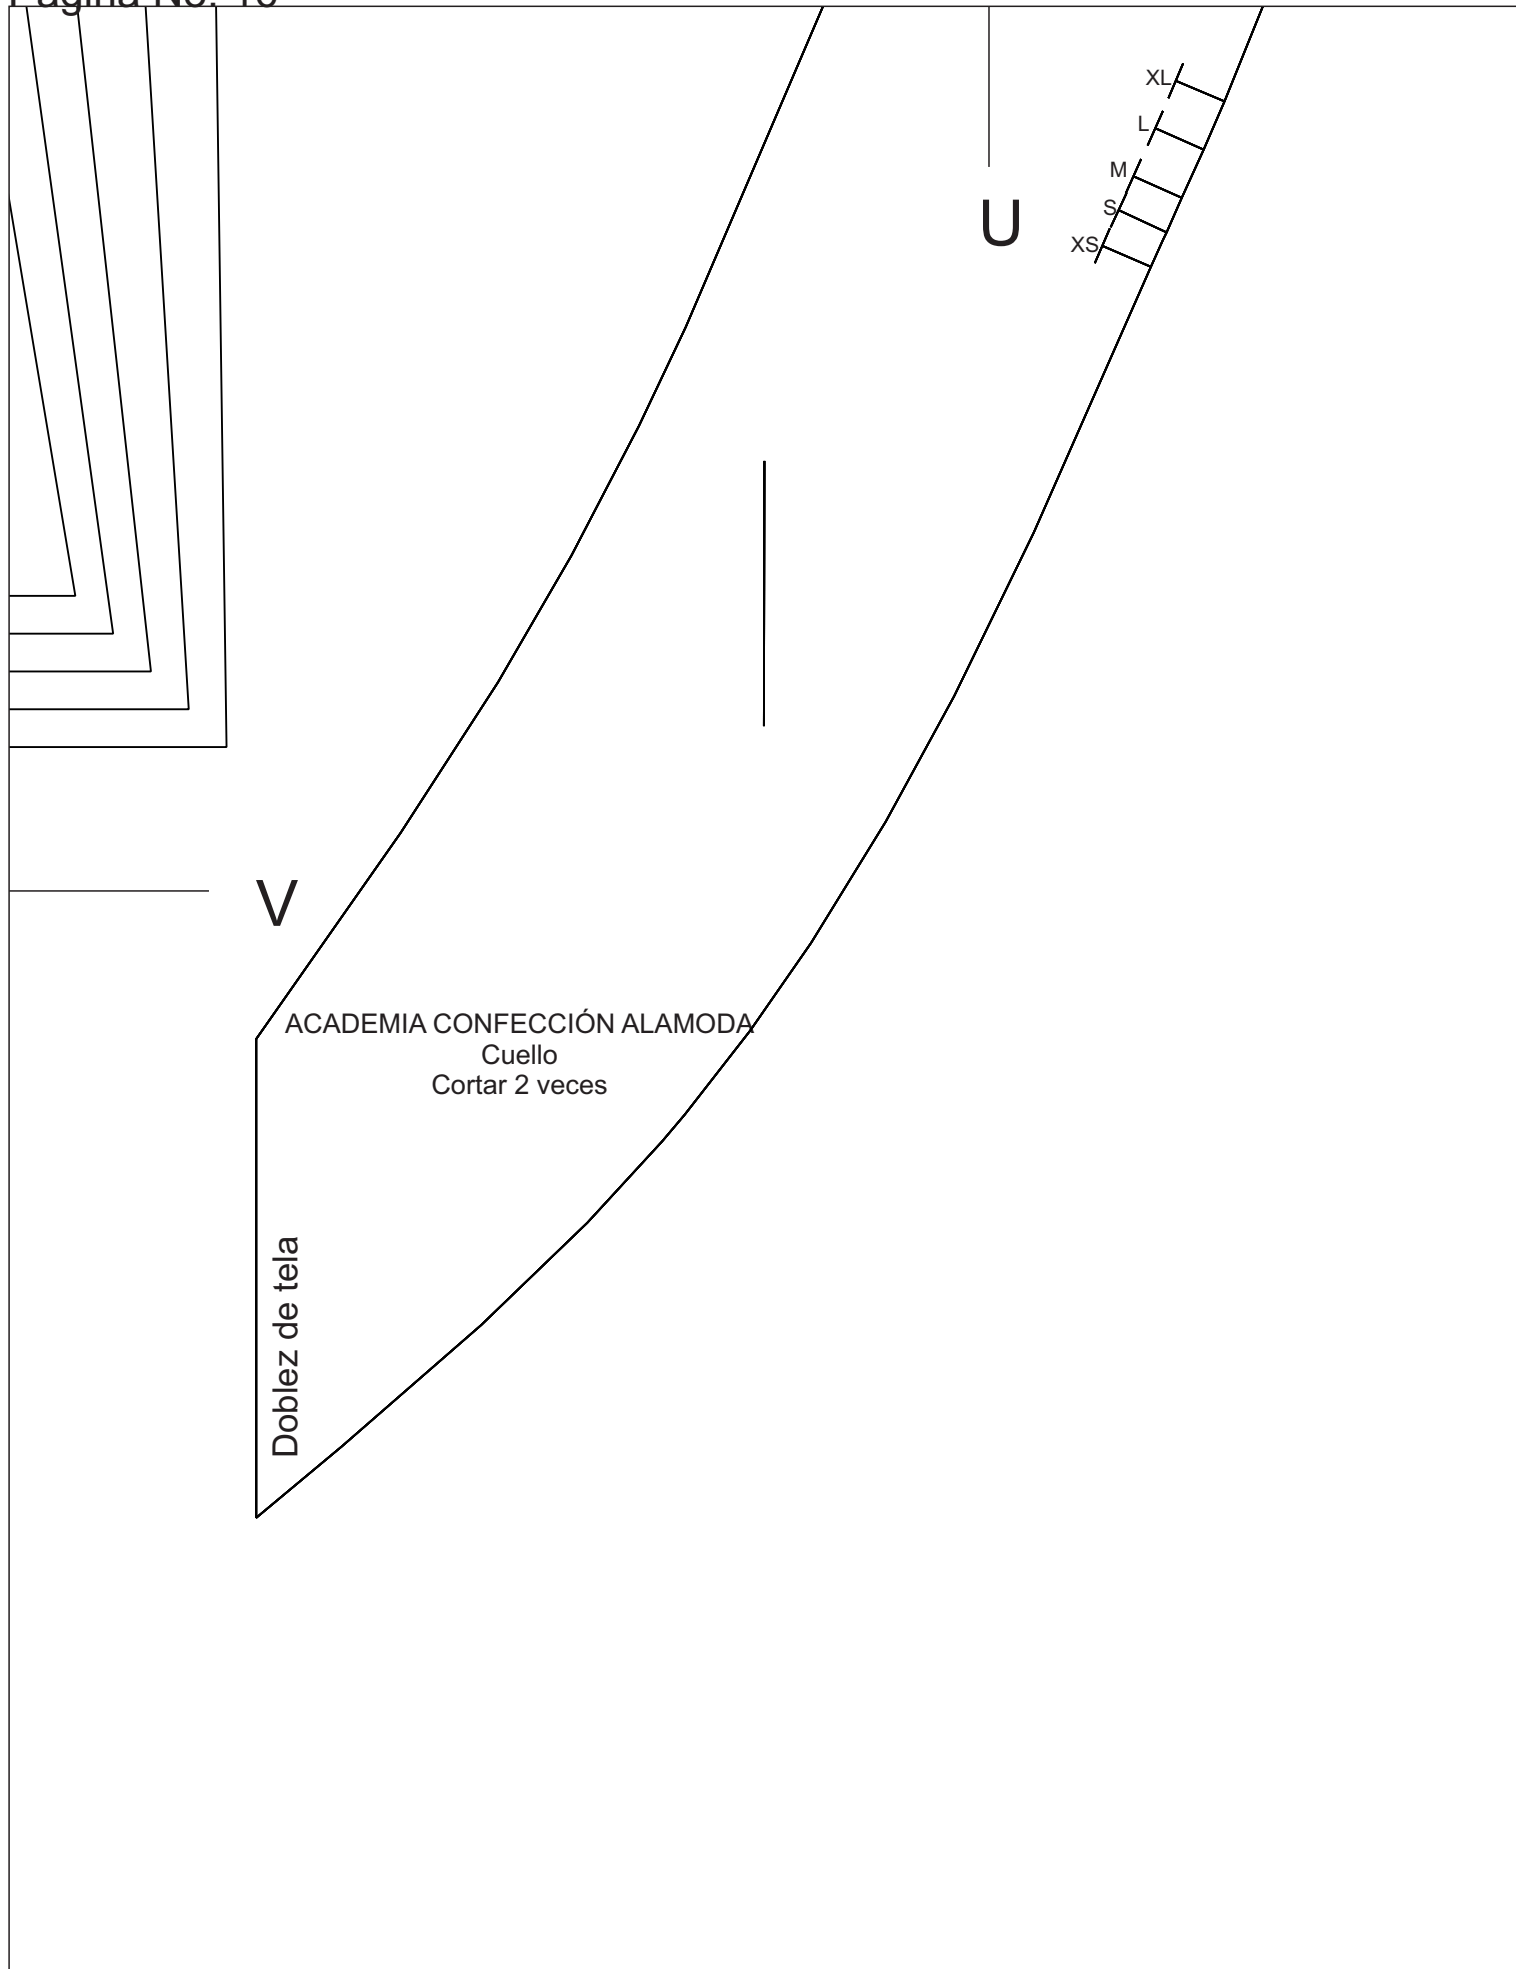 XL
L
M
S
XS
U
V
ACADEMIA CONFECCIÓN ALAMODA
Cuello
Cortar 2 veces
Doblez de tela